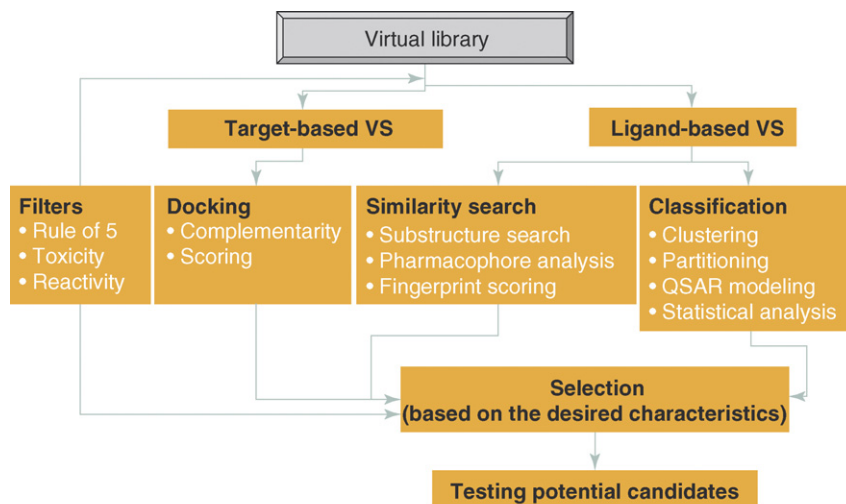 Virtual library
Target-based VS
Ligand-based VS
Filters
• Rule of 5
• Toxicity
• Reactivity
Docking
• Complementarity
• Scoring
Similarity search
• Substructure search
• Pharmacophore analysis
• Fingerprint scoring
Classification
• Clustering
• Partitioning
• QSAR modeling
• Statistical analysis
Selection
(based on the desired characteristics)
Testing potential candidates